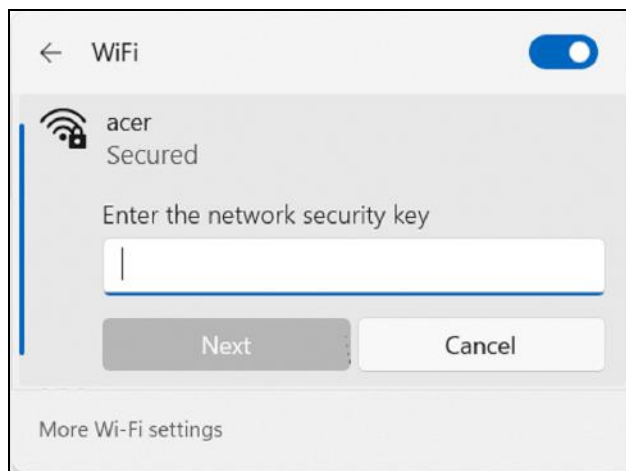 WiFi
acer
Secured
Enter the network security key
Next
Cancel
More Wi-Fi settings